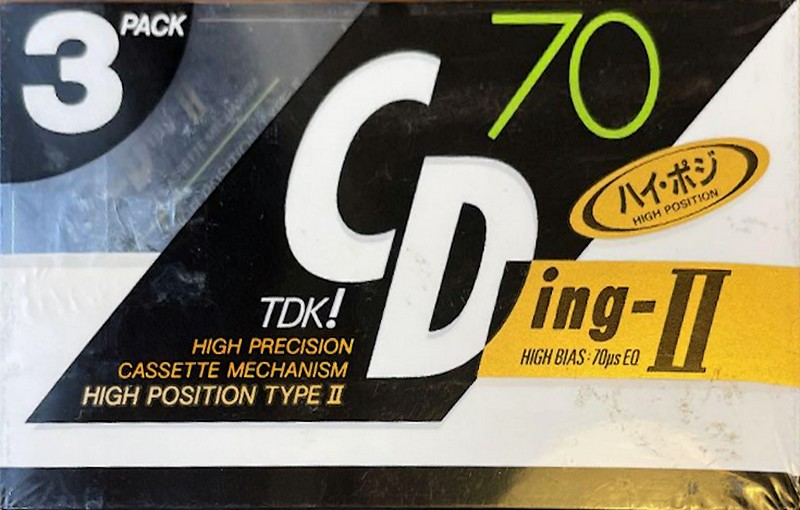 3 PACK
70
CD
ハイ・ポジ
HIGH POSITION
ing-II
HIGH BIAS:70μs EQ
TDK!
HIGH PRECISION
CASSETTE MECHANISM
HIGH POSITION TYPE II